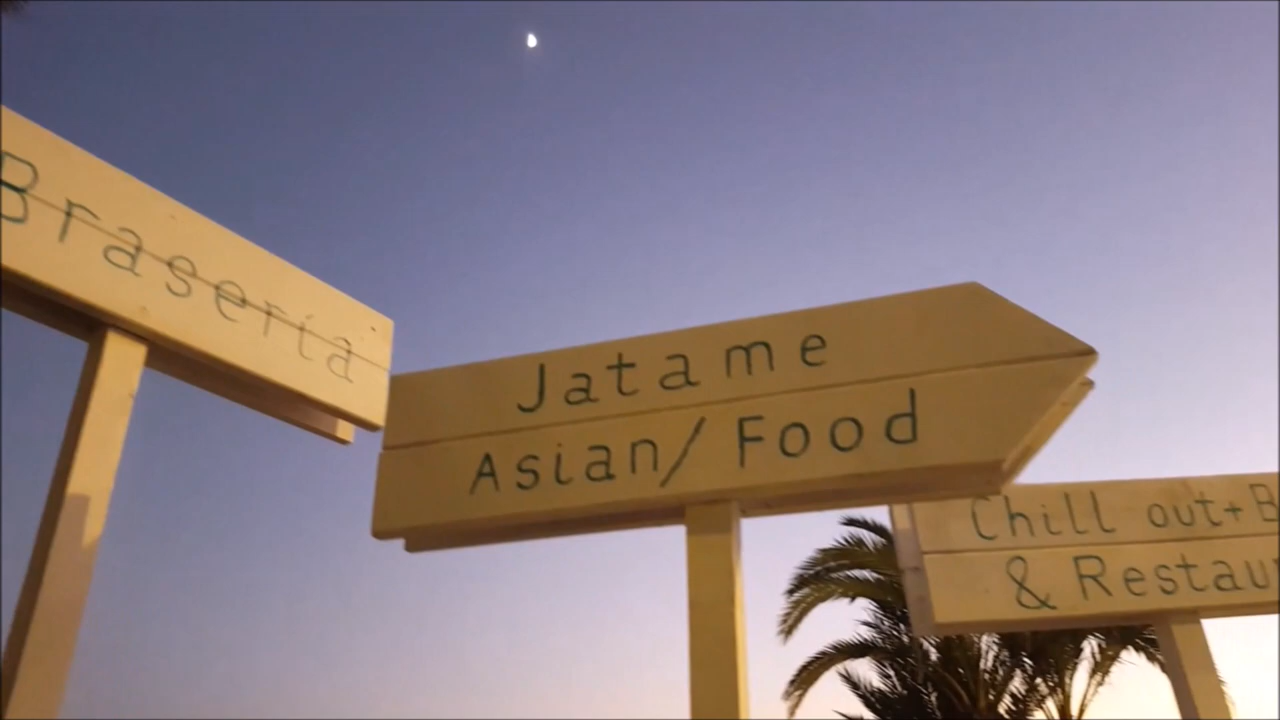 Braseria
Jatame
Asian/Food
Chill out+
& Restau